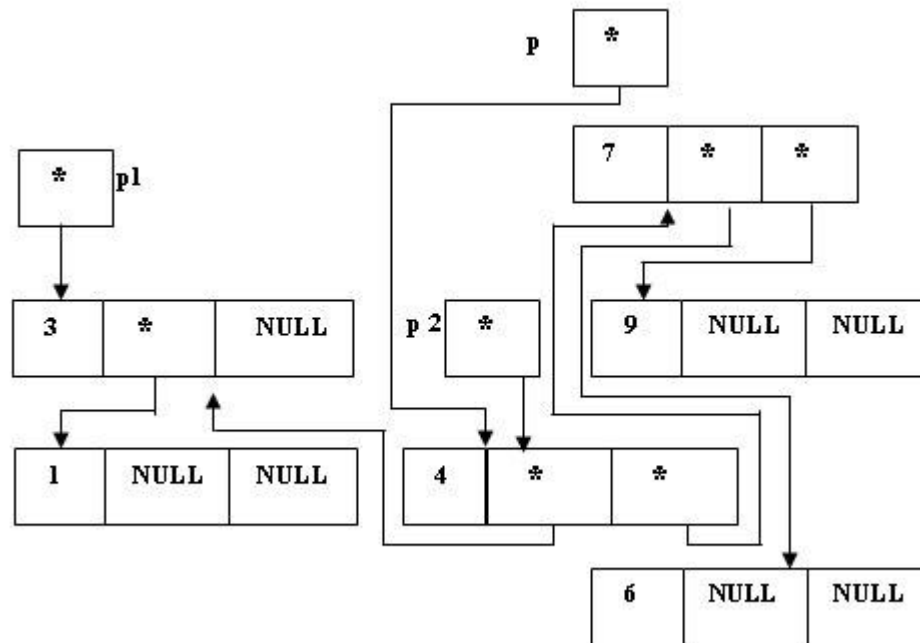 p *
7 * *
* p1
3 * NULL
p 2 *
9 NULL NULL
1 NULL NULL
4 * *
6 NULL NULL